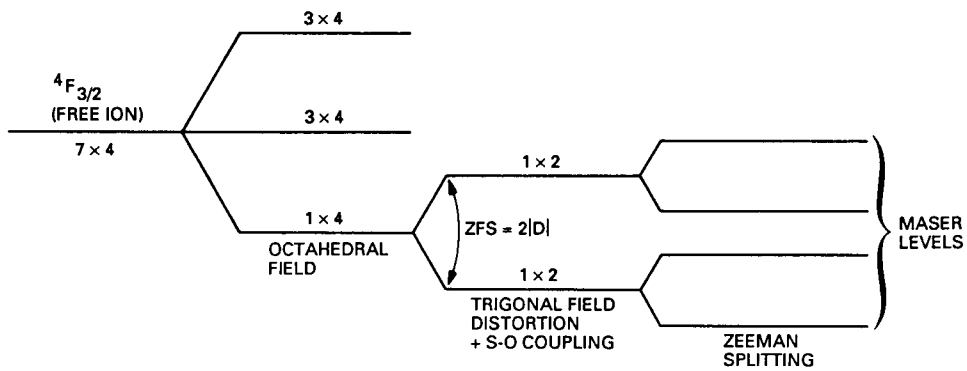 3 × 4
⁴F₃/₂
(FREE ION)
7 × 4
3 × 4
1 × 4
OCTAHEDRAL
FIELD
1 × 2
ZFS = 2|D|
1 × 2
TRIGONAL FIELD
DISTORTION
+ S-O COUPLING
ZEEMAN
SPLITTING
MASER
LEVELS